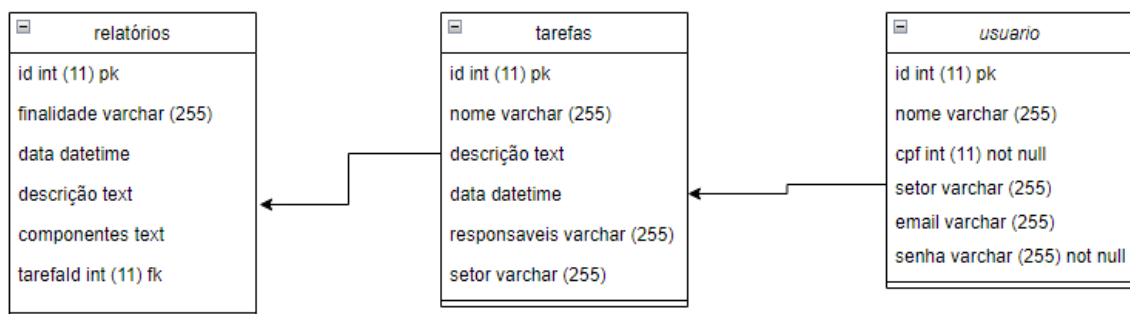 relatórios
id int (11) pk
finalidade varchar (255)
data datetime
descrição text
componentes text
tarefaId int (11) fk
tarefas
id int (11) pk
nome varchar (255)
descrição text
data datetime
responsaveis varchar (255)
setor varchar (255)
usuario
id int (11) pk
nome varchar (255)
cpf int (11) not null
setor varchar (255)
email varchar (255)
senha varchar (255) not null